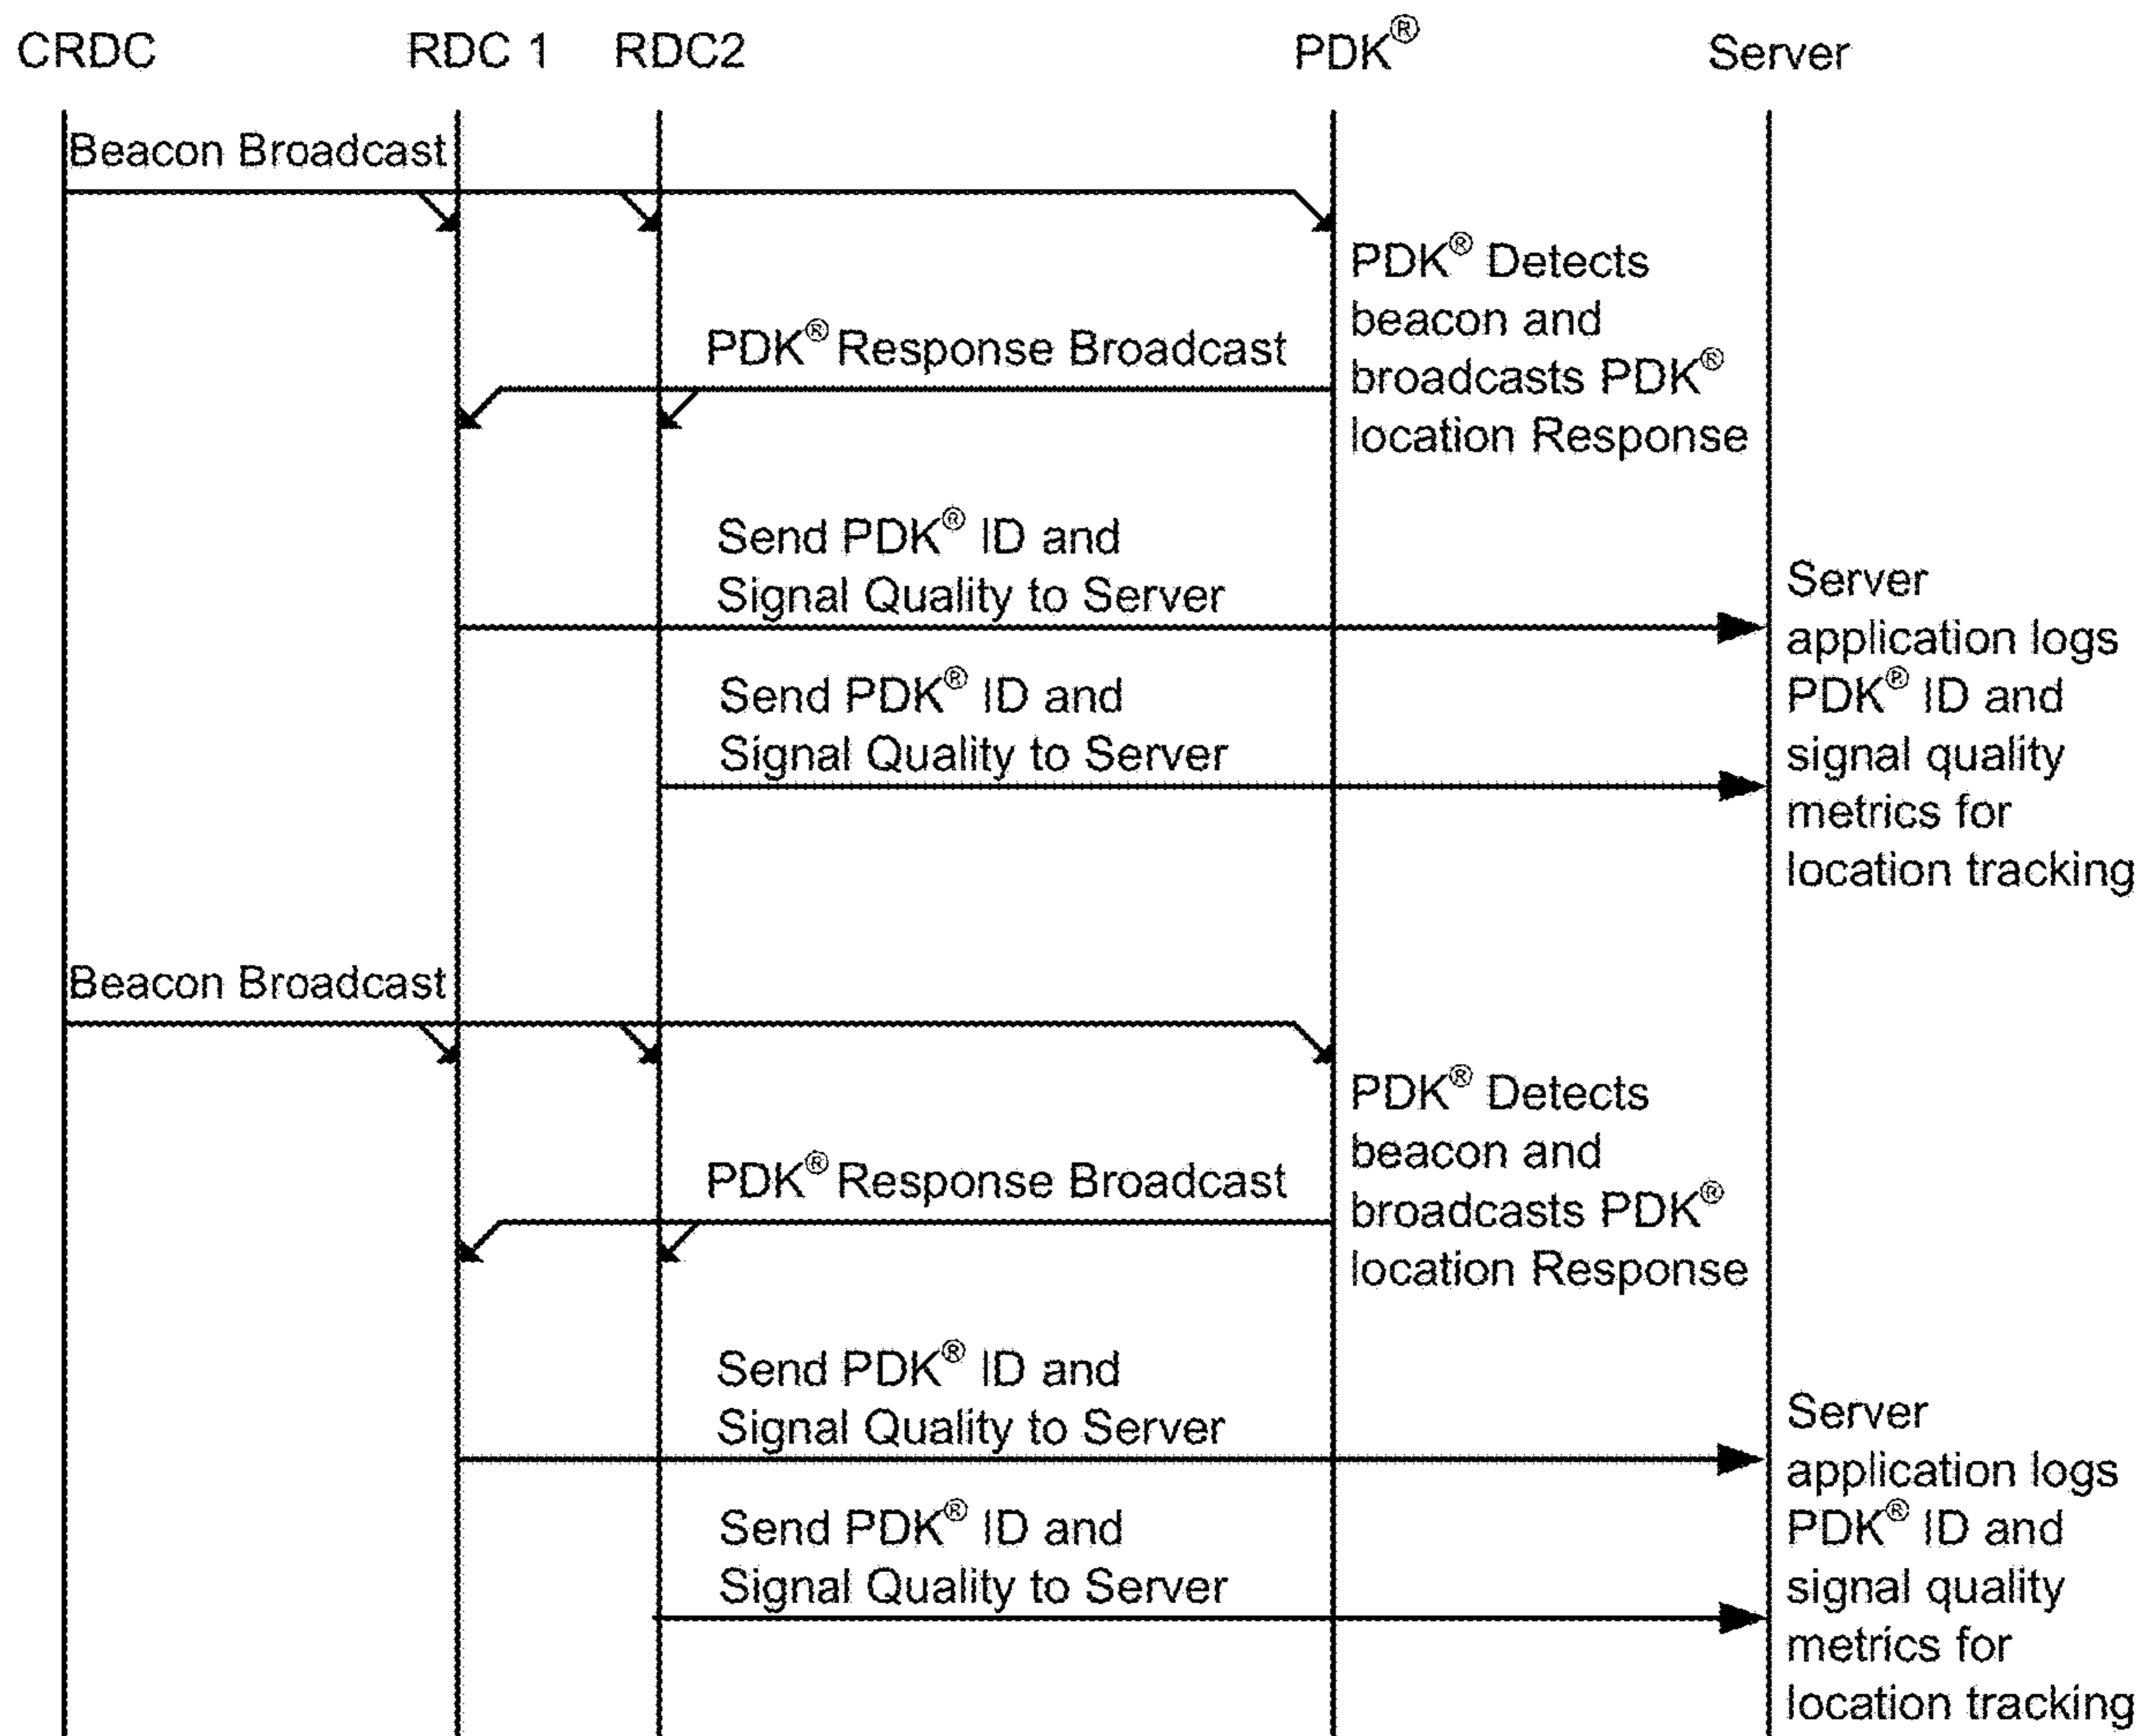 CRDC RDC 1 RDC2 PDK® Server
Beacon Broadcast
PDK® Detects
beacon and
broadcasts PDK®
location Response
PDK® Response Broadcast
Send PDK® ID and
Signal Quality to Server
Send PDK® ID and
Signal Quality to Server
Server
application logs
PDK® ID and
signal quality
metrics for
location tracking
Beacon Broadcast
PDK® Detects
beacon and
broadcasts PDK®
location Response
PDK® Response Broadcast
Send PDK® ID and
Signal Quality to Server
Send PDK® ID and
Signal Quality to Server
Server
application logs
PDK® ID and
signal quality
metrics for
location tracking